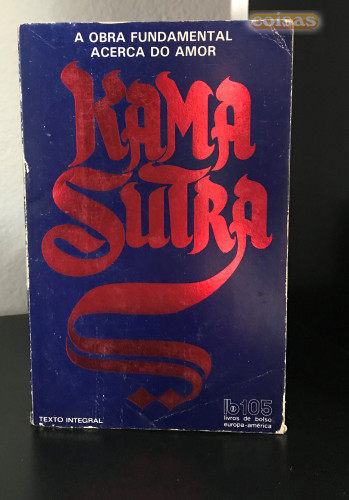 coisas
A OBRA FUNDAMENTAL
ACERCA DO AMOR
KAMA
SUTRA
TEXTO INTEGRAL
lb 105
livros de bolso
europa-américa